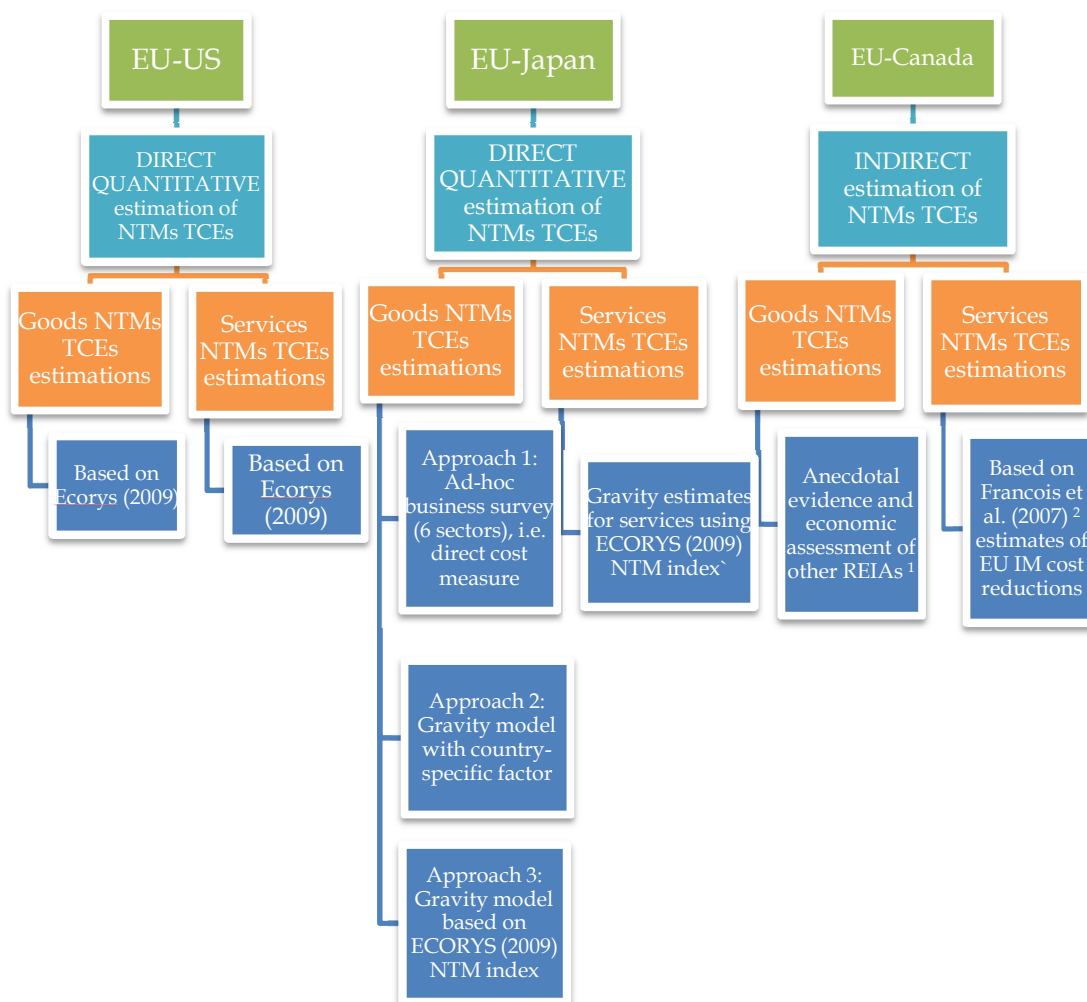 EU-US
EU-Japan
EU-Canada
DIRECT
QUANTITATIVE
estimation of
NTMs TCEs
DIRECT
QUANTITATIVE
estimation of
NTMs TCEs
INDIRECT
estimation of
NTMs TCEs
Goods NTMs
TCEs
estimations
Services
NTMs TCEs
estimations
Goods NTMs
TCEs
estimations
Services
NTMs TCEs
estimations
Goods NTMs
TCEs
estimations
Services
NTMs TCEs
estimations
Based on
Ecorys (2009)
Based on
Ecorys
(2009)
Approach 1:
Ad-hoc
business survey
(6 sectors), i.e.
direct cost
measure
Gravity estimates
for services using
ECORYS (2009)
NTM index`
Anecdotal
evidence and
economic
assessment of
other REIAs ¹
Based on
Francois et
al. (2007) ²
estimates of
EU IM cost
reductions
Approach 2:
Gravity model
with country-
specific factor
Approach 3:
Gravity model
based on
ECORYS (2009)
NTM index